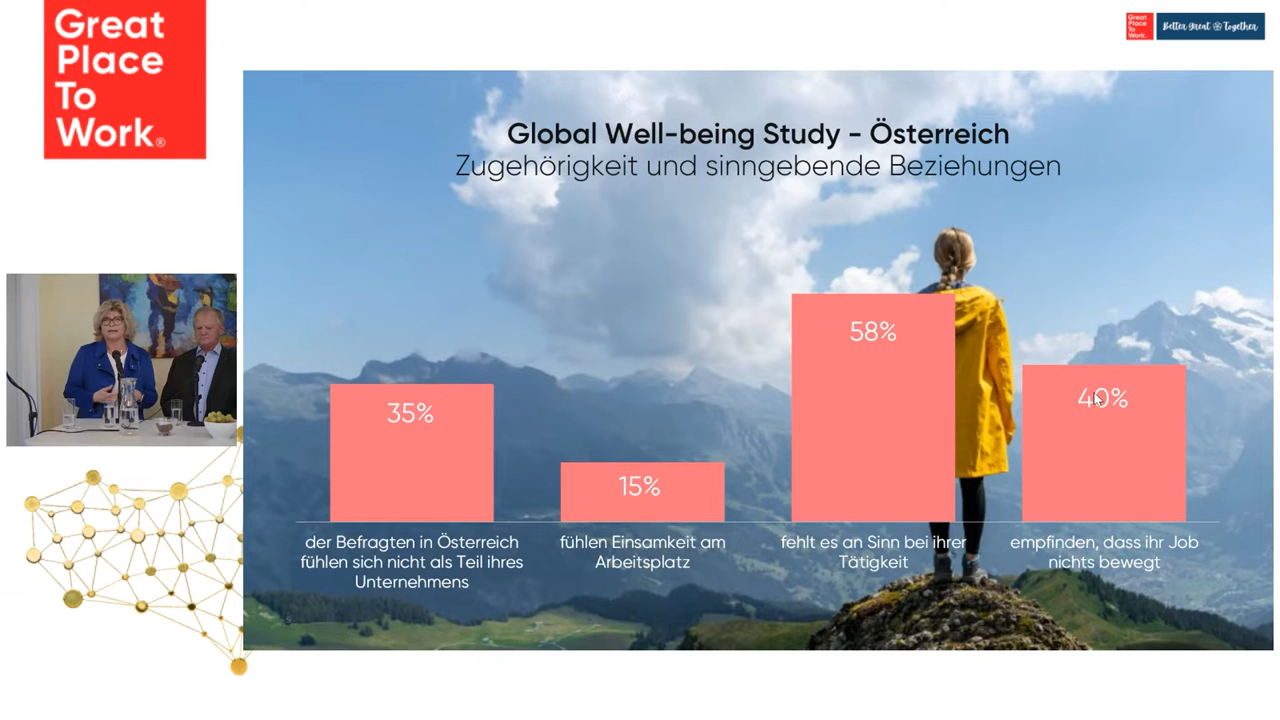 Great
Place
To
Work®
Great
Place
To
Work.
Better Great Together
Global Well-being Study - Österreich
Zugehörigkeit und sinngebende Beziehungen
35%
15%
58%
40%
der Befragten in Österreich
fühlen sich nicht als Teil ihres
Unternehmens
fühlen Einsamkeit am
Arbeitsplatz
fehlt es an Sinn bei ihrer
Tätigkeit
empfinden, dass ihr Job
nichts bewegt